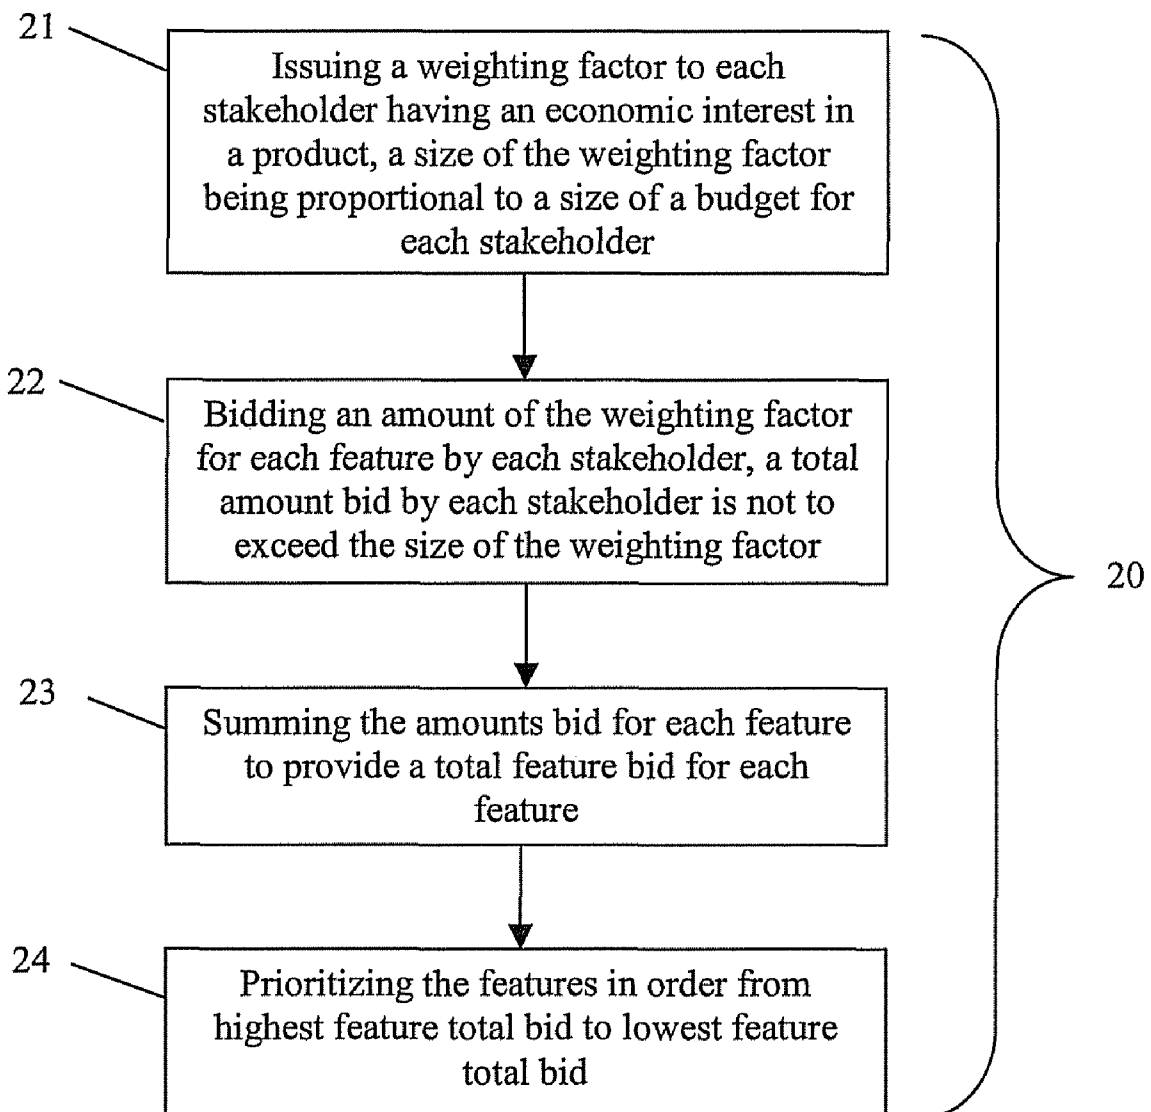 21
Issuing a weighting factor to each
stakeholder having an economic interest in
a product, a size of the weighting factor
being proportional to a size of a budget for
each stakeholder
22
Bidding an amount of the weighting factor
for each feature by each stakeholder, a total
amount bid by each stakeholder is not to
exceed the size of the weighting factor
20
23
Summing the amounts bid for each feature
to provide a total feature bid for each
feature
24
Prioritizing the features in order from
highest feature total bid to lowest feature
total bid